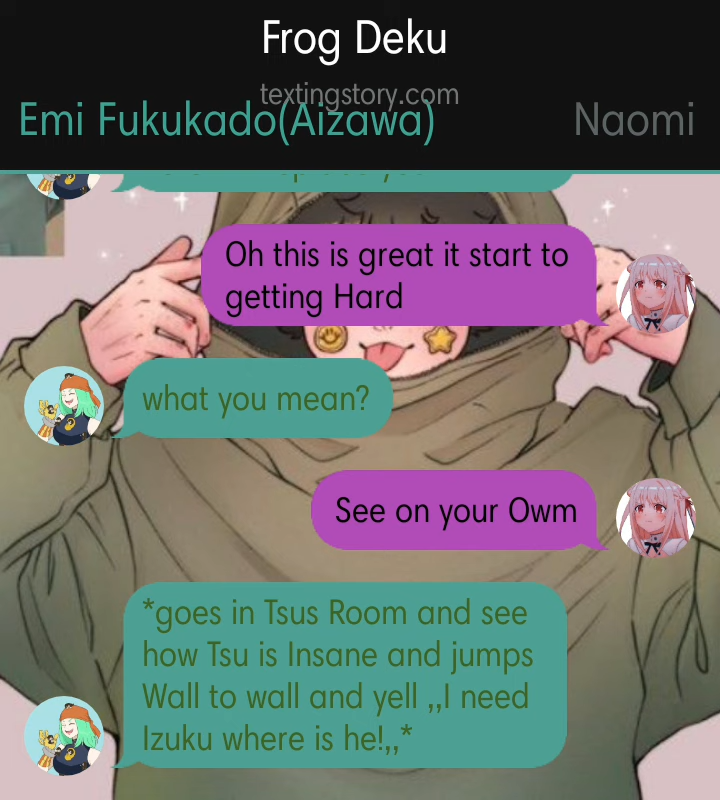 Frog Deku
textingstory.com
Emi Fukukado(Aizawa)
Naomi
Oh this is great it start to
getting Hard
what you mean?
See on your Owm
*goes in Tsus Room and see
how Tsu is Insane and jumps
Wall to wall and yell ,,I need
Izuku where is he!,,*